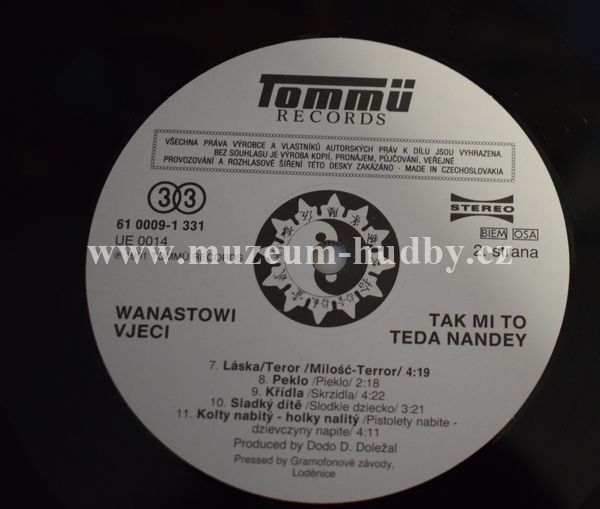 Tommü
RECORDS
VŠECHNA PRÁVA VÝROBCE A VLASTNÍKŮ AUTORSKÝCH PRÁV K DÍLU JSOU VYHRAZENA.
BEZ SOUHLASU JE VÝROBA KOPIÍ, PRONÁJEM, PŮJČOVÁNÍ, VEŘEJNÉ
PROVOZOVÁNÍ A ROZHLASOVÉ ŠÍŘENÍ TÉTO DESKY ZAKÁZÁNO - MADE IN CZECHOSLOVAKIA
33
STEREO
61 0009-1 331
BIEM OSA
UE 0014
2. strana
℗ 1991 TOMMÜ RECORDS
www.muzeum-hudby.cz
WANASTOWI
VJECI
TAK MI TO
TEDA NANDEY
7. Láska/Teror /Milość-Terror/ 4:19
8. Peklo /Pieklo/ 2:18
9. Křídla /Skrzidla/ 4:22
10. Sladký dítě /Slodkie dziecko/ 3:21
11. Kolty nabitý - holky nalitý /Pistolety nabite -
dzievczyny napite/ 4:11
Produced by Dodo D. Doležal
Pressed by Gramofonové závody,
Loděnice